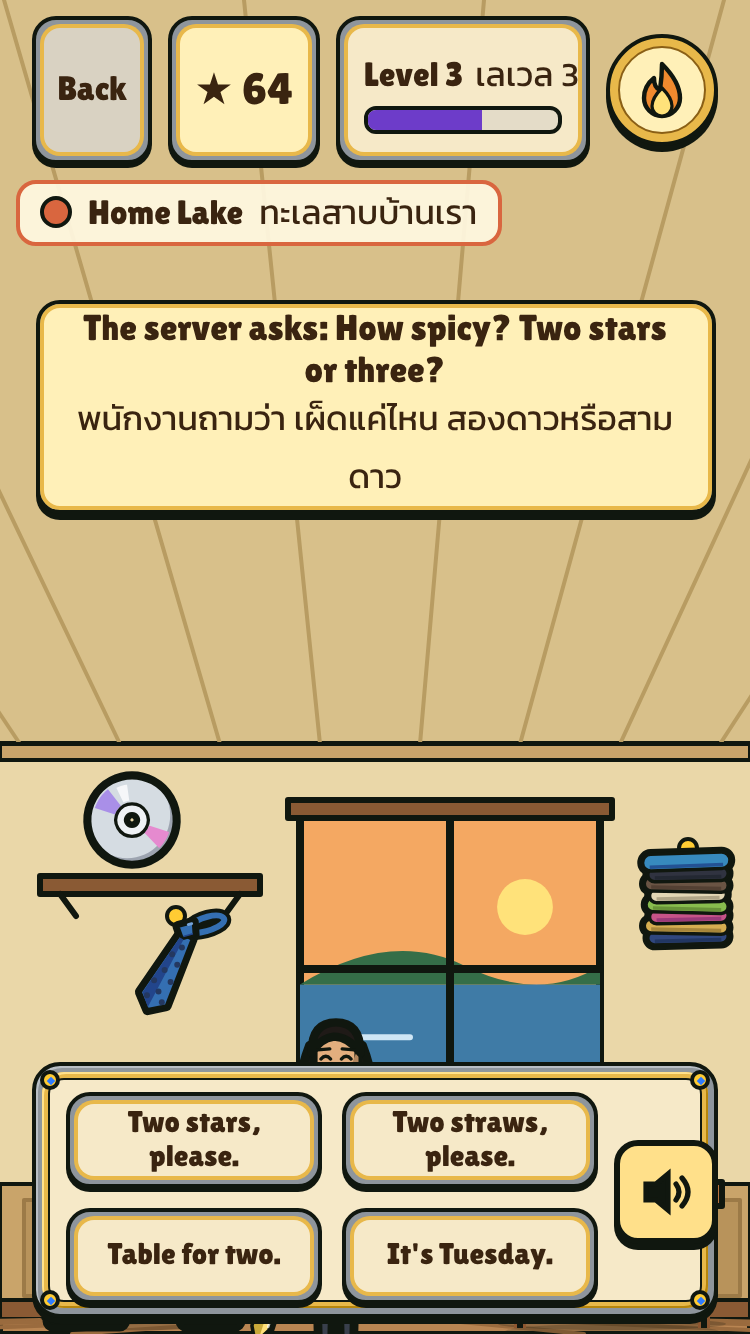 Back
★ 64
Level 3 เลเวล 3
Home Lake ทะเลสาบบ้านเรา
The server asks: How spicy? Two stars
or three?
พนักงานถามว่า เผ็ดแค่ไหน สองดาวหรือสาม
ดาว
Two stars,
please.
Two straws,
please.
Table for two.
It's Tuesday.